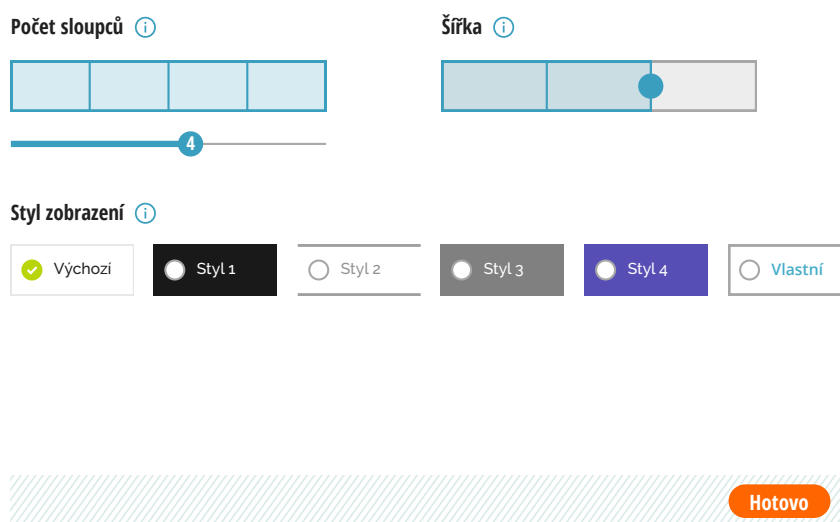 Počet sloupců
Šířka
4
Styl zobrazení
Výchozí
Styl 1
Styl 2
Styl 3
Styl 4
Vlastní
Hotovo